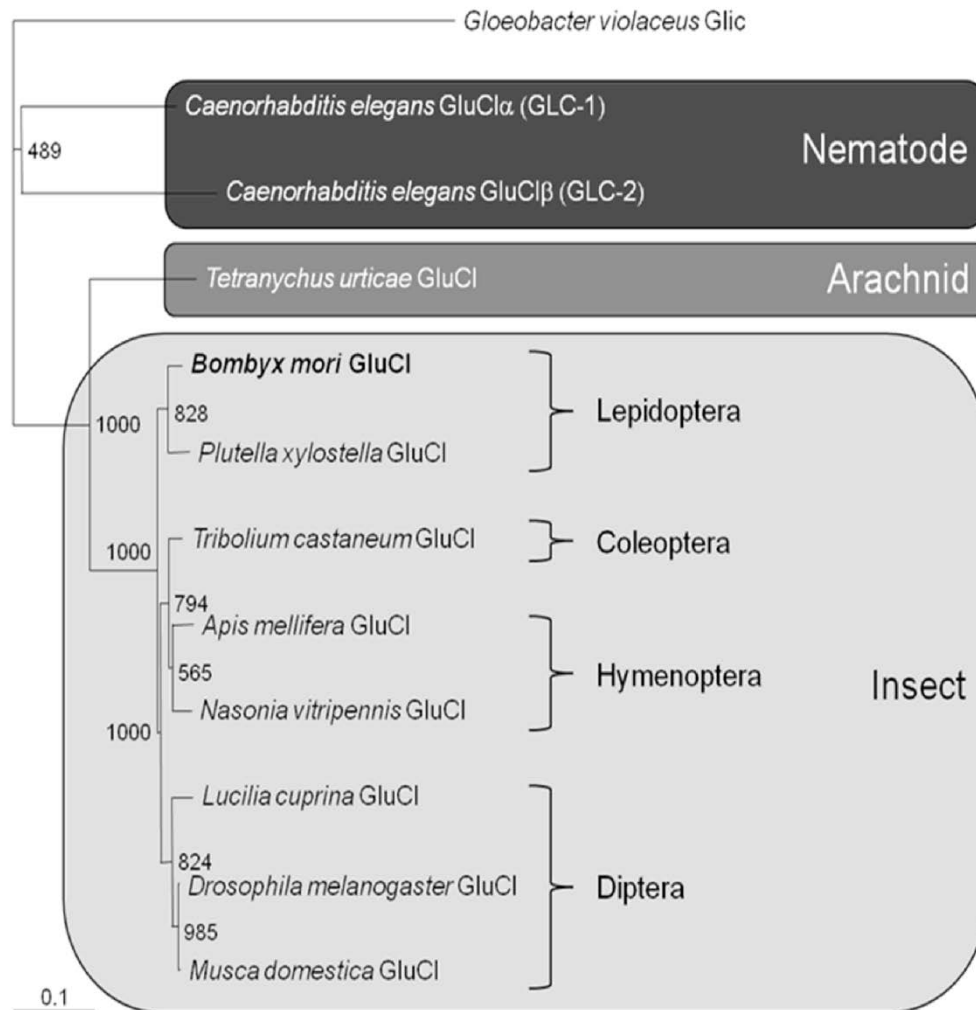 Gloeobacter violaceus Glic
Caenorhabditis elegans GluClα (GLC-1)
Nematode
489
Caenorhabditis elegans GluClβ (GLC-2)
Tetranychus urticae GluCl
Arachnid
Bombyx mori GluCl
828
Lepidoptera
1000
Plutella xylostella GluCl
Tribolium castaneum GluCl
Coleoptera
1000
794
Apis mellifera GluCl
565
Hymenoptera
Insect
Nasonia vitripennis GluCl
1000
Lucilia cuprina GluCl
824
Drosophila melanogaster GluCl
Diptera
985
Musca domestica GluCl
0.1